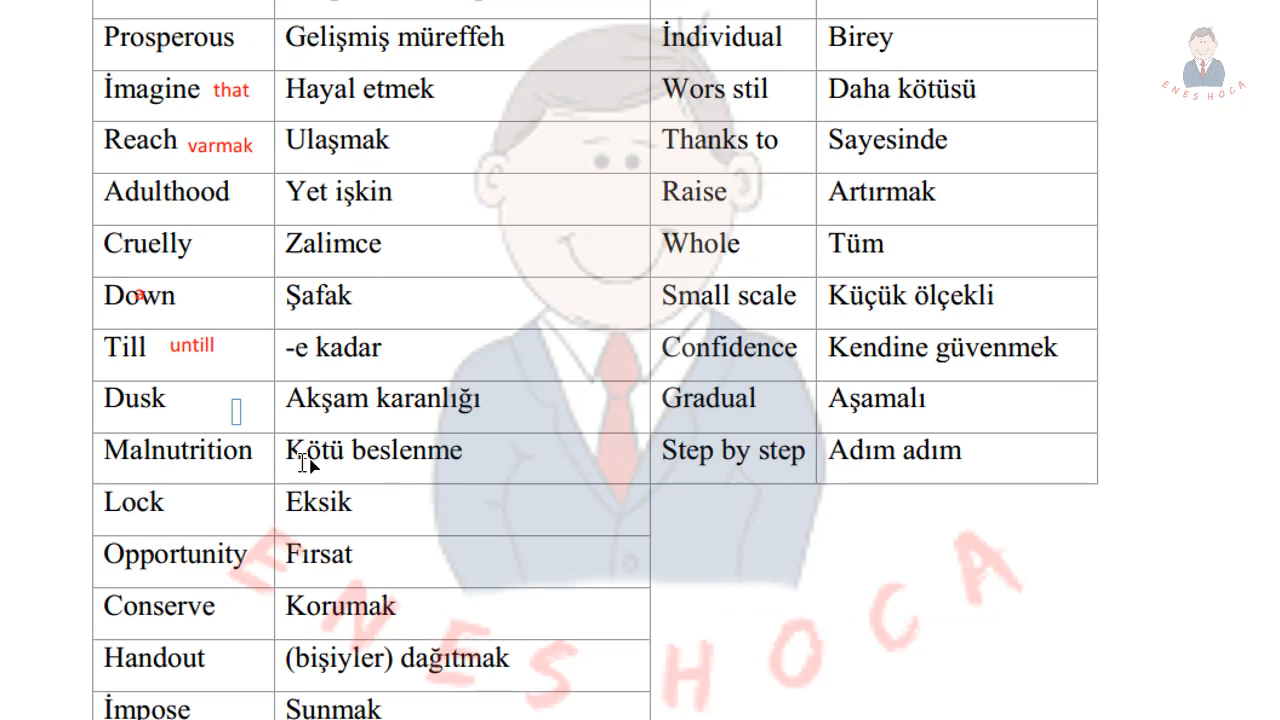 Prosperous Gelişmiş müreffeh İndividual Birey
İmagine that Hayal etmek Wors stil Daha kötüsü
Reach varmak Ulaşmak Thanks to Sayesinde
Adulthood Yet işkin Raise Artırmak
Cruelly Zalimce Whole Tüm
Down a Şafak Small scale Küçük ölçekli
Till untill -e kadar Confidence Kendine güvenmek
Dusk Akşam karanlığı Gradual Aşamalı
Malnutrition Kötü beslenme Step by step Adım adım
Lock Eksik
Opportunity Fırsat
Conserve Korumak
Handout (bişiyler) dağıtmak
İmpose Sunmak
ENES HOCA
ENES HOCA